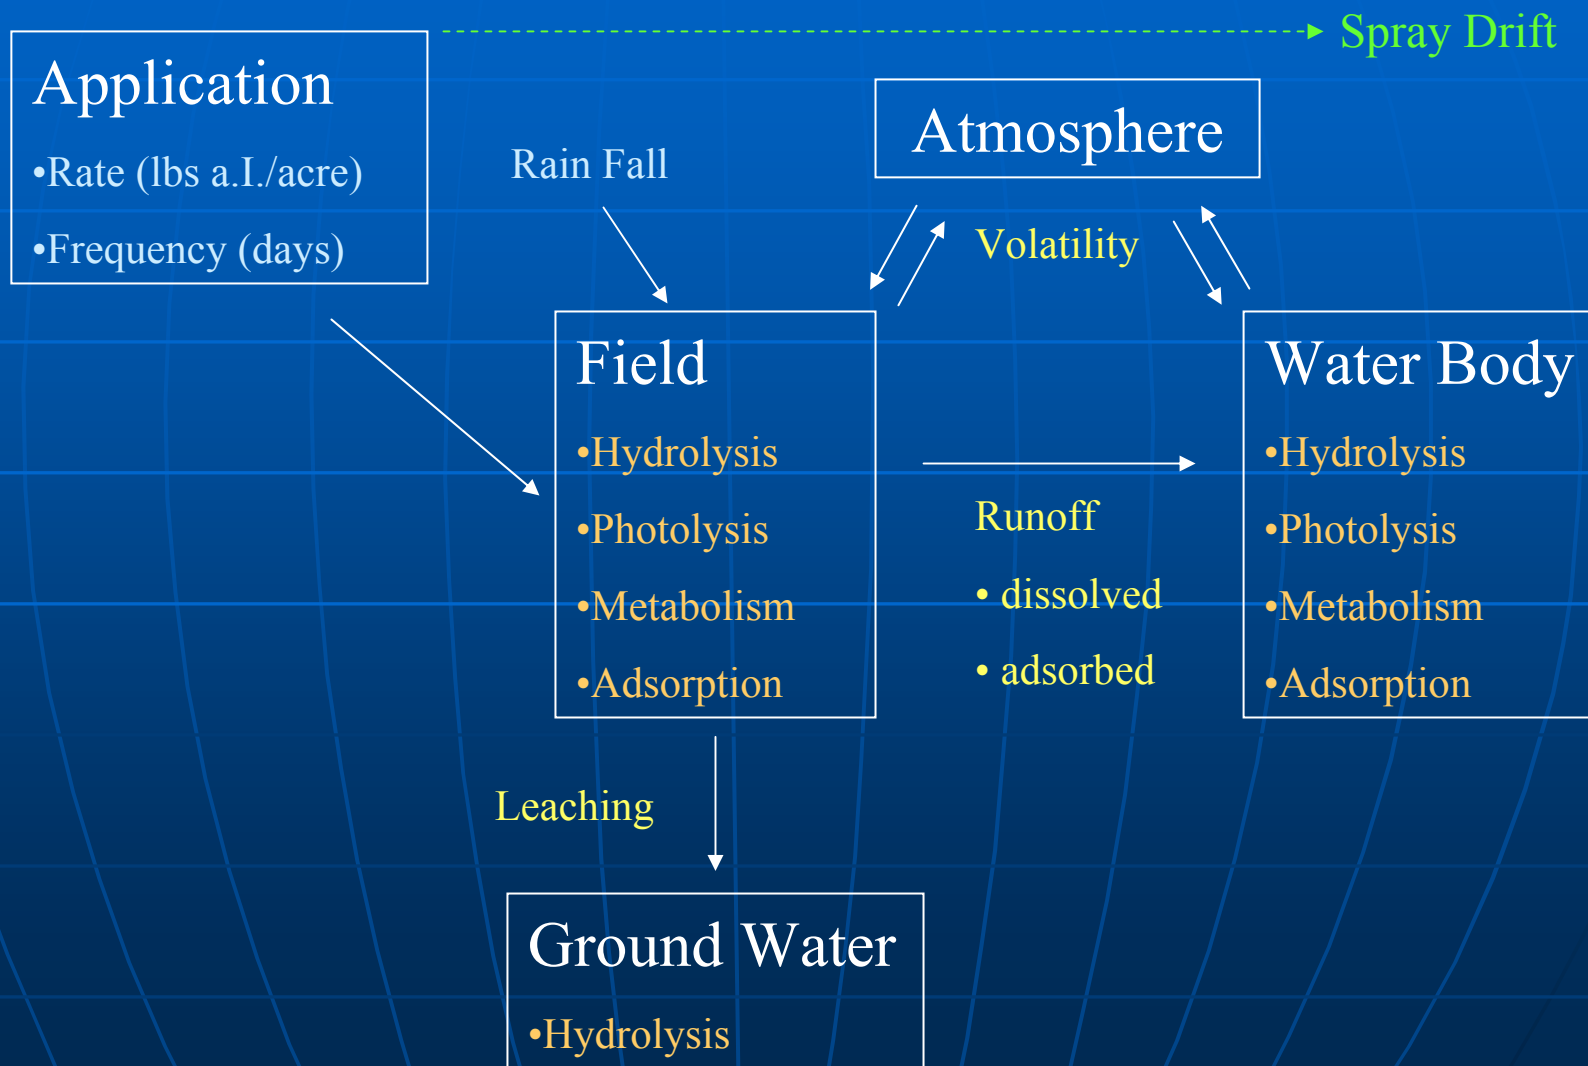 Spray Drift
Application
•Rate (lbs a.I./acre)
•Frequency (days)
Rain Fall
Atmosphere
Volatility
Field
•Hydrolysis
•Photolysis
•Metabolism
•Adsorption
Runoff
• dissolved
• adsorbed
Water Body
•Hydrolysis
•Photolysis
•Metabolism
•Adsorption
Leaching
Ground Water
•Hydrolysis